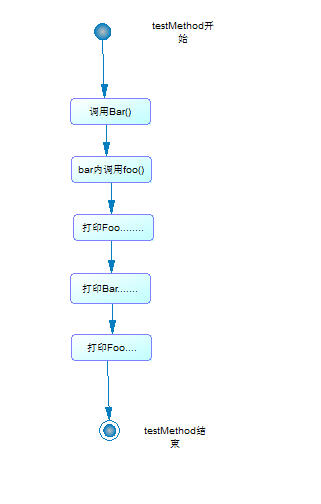 testMethod开
始
调用Bar()
bar内调用foo()
打印Foo........
打印Bar.......
打印Foo....
testMethod结
束